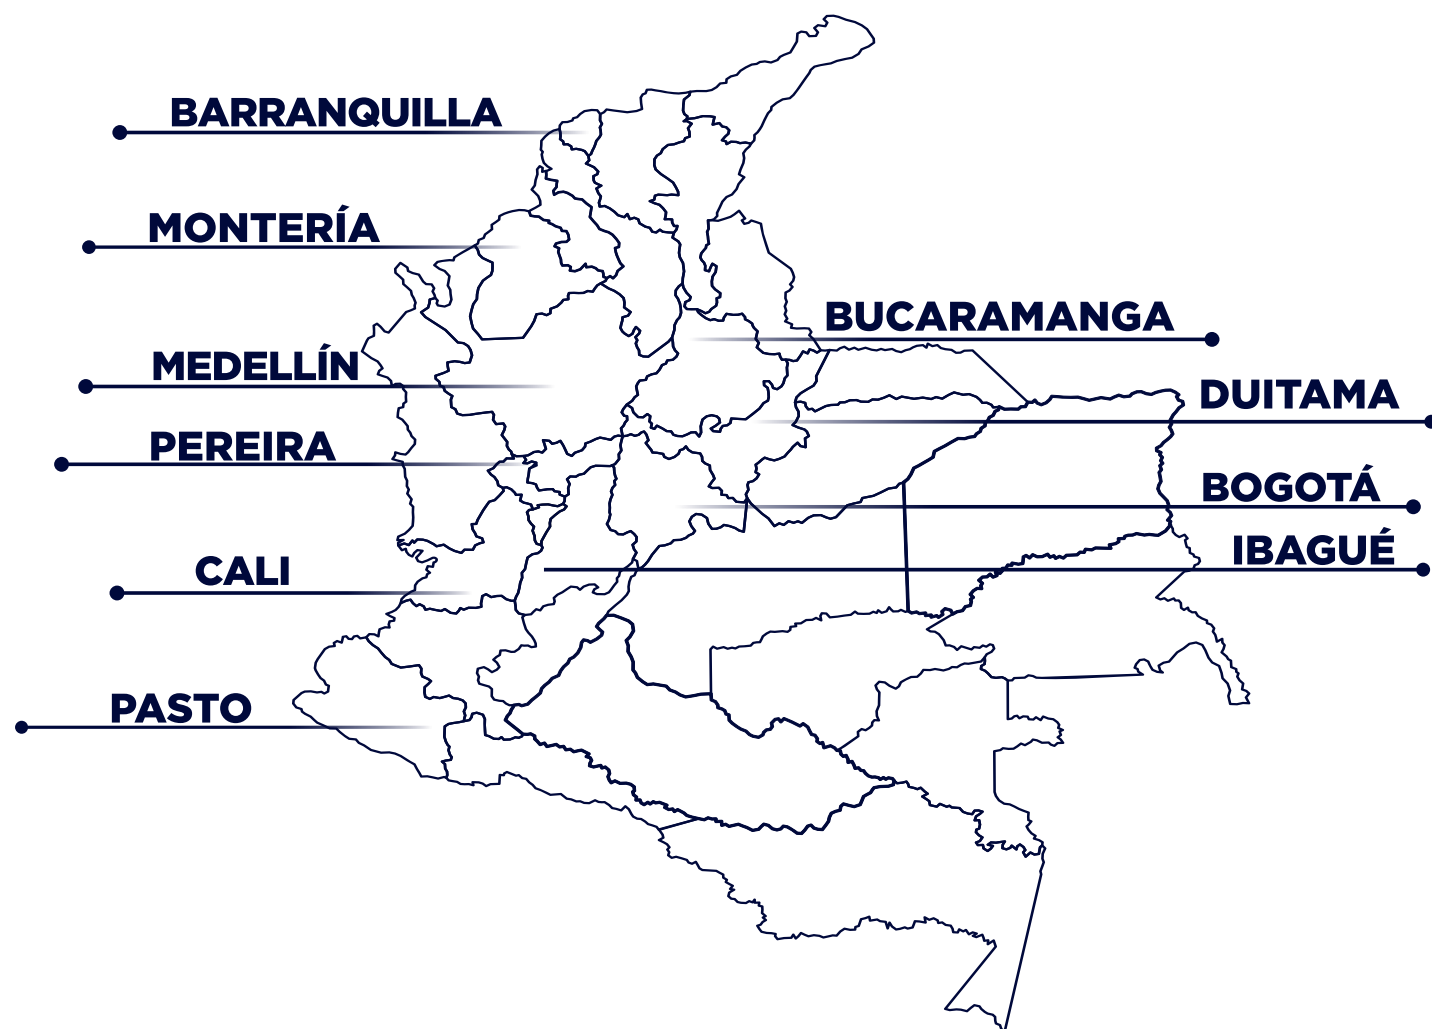 BARRANQUILLA
MONTERÍA
BUCARAMANGA
MEDELLÍN
DUITAMA
PEREIRA
BOGOTÁ
IBAGUÉ
CALI
PASTO